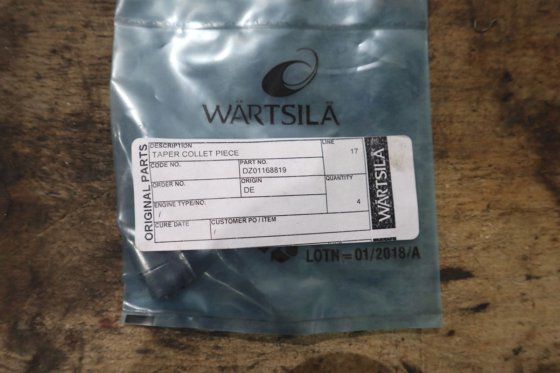 WÄRTSILÄ
ORIGINAL PARTS
DESCRIPTION
TAPER COLLET PIECE
LINE
17
CODE NO.
PART NO.
DZ01168819
ORDER NO.
ORIGIN
DE
QUANTITY
4
ENGINE TYPE/NO.
/
CURE DATE
CUSTOMER PO / ITEM
/
WÄRTSILÄ
LOTN=01/2018/A